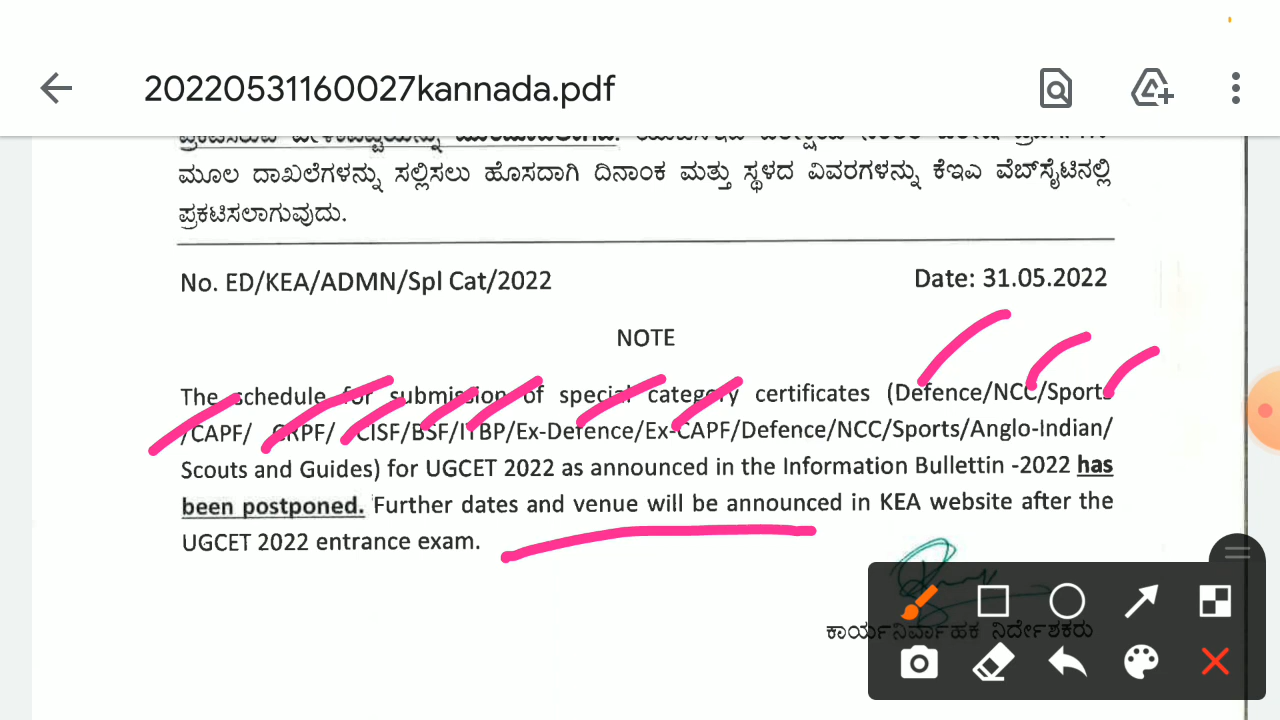 20220531160027kannada.pdf
ಮೂಲ ದಾಖಲೆಗಳನ್ನು ಸಲ್ಲಿಸಲು ಹೊಸದಾಗಿ ದಿನಾಂಕ ಮತ್ತು ಸ್ಥಳದ ವಿವರಗಳನ್ನು ಕೆಇಎ ವೆಬ್‌ಸೈಟಿನಲ್ಲಿ
ಪ್ರಕಟಿಸಲಾಗುವುದು.
No. ED/KEA/ADMN/Spl Cat/2022 Date: 31.05.2022
NOTE
The schedule for submission of special category certificates (Defence/NCC/Sports
/CAPF/ CRPF/ CISF/BSF/ITBP/Ex-Defence/Ex-CAPF/Defence/NCC/Sports/Anglo-Indian/
Scouts and Guides) for UGCET 2022 as announced in the Information Bullettin -2022 has
been postponed. Further dates and venue will be announced in KEA website after the
UGCET 2022 entrance exam.
ಕಾರ್ಯನಿರ್ವಾಹಕ ನಿರ್ದೇಶಕರು